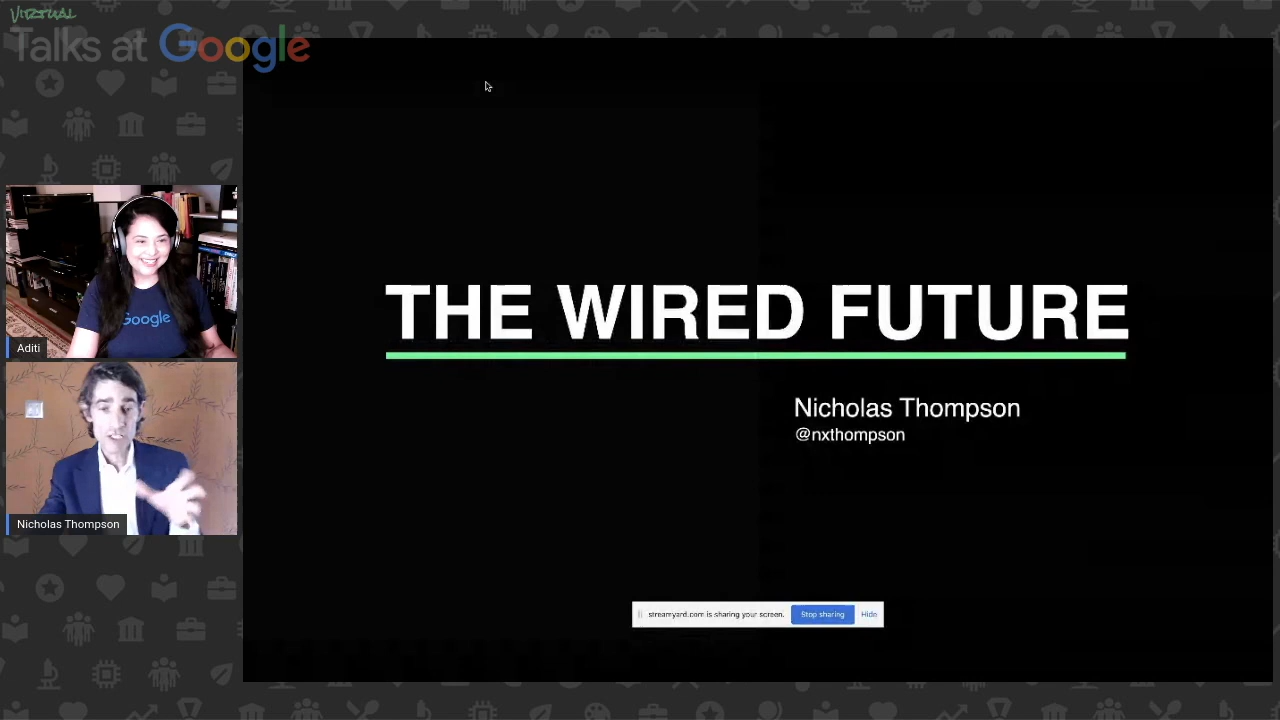 VIRTUAL
Talks at Google
Google
Aditi
Nicholas Thompson
THE WIRED FUTURE
Nicholas Thompson
@nxthompson
streamyard.com is sharing your screen. Stop sharing Hide